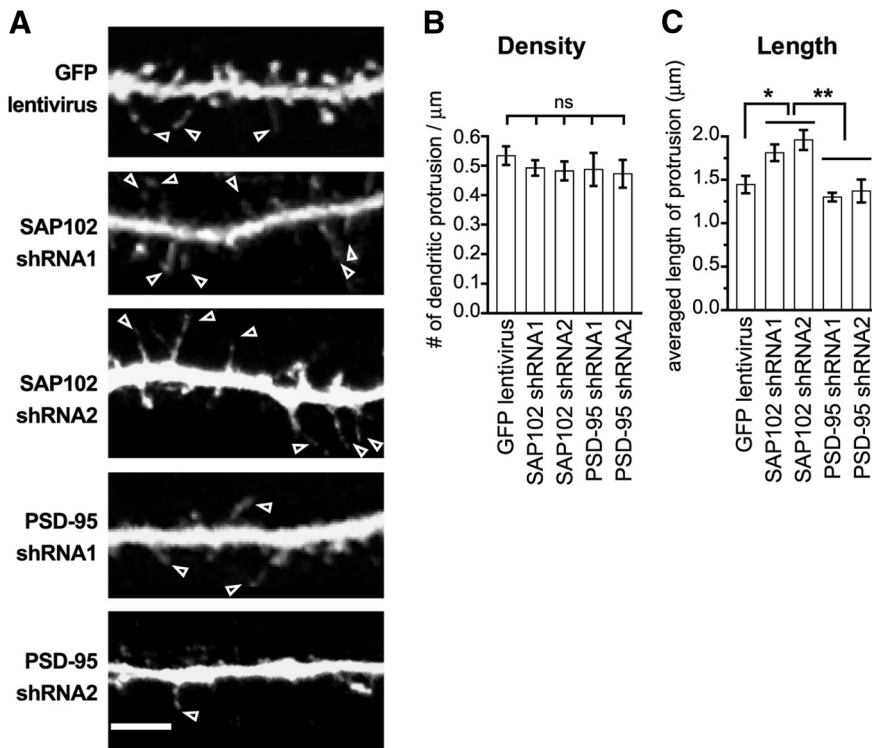 A
GFP
lentivirus
SAP102
shRNA1
SAP102
shRNA2
PSD-95
shRNA1
PSD-95
shRNA2
B
Density
ns
# of dendritic protrusion / μm
0.6
0.5
0.4
0.3
0.2
0.1
0.0
GFP lentivirus
SAP102 shRNA1
SAP102 shRNA2
PSD-95 shRNA1
PSD-95 shRNA2
C
Length
* **
averaged length of protrusion (μm)
2.0
1.5
1.0
0.5
0.0
GFP lentivirus
SAP102 shRNA1
SAP102 shRNA2
PSD-95 shRNA1
PSD-95 shRNA2